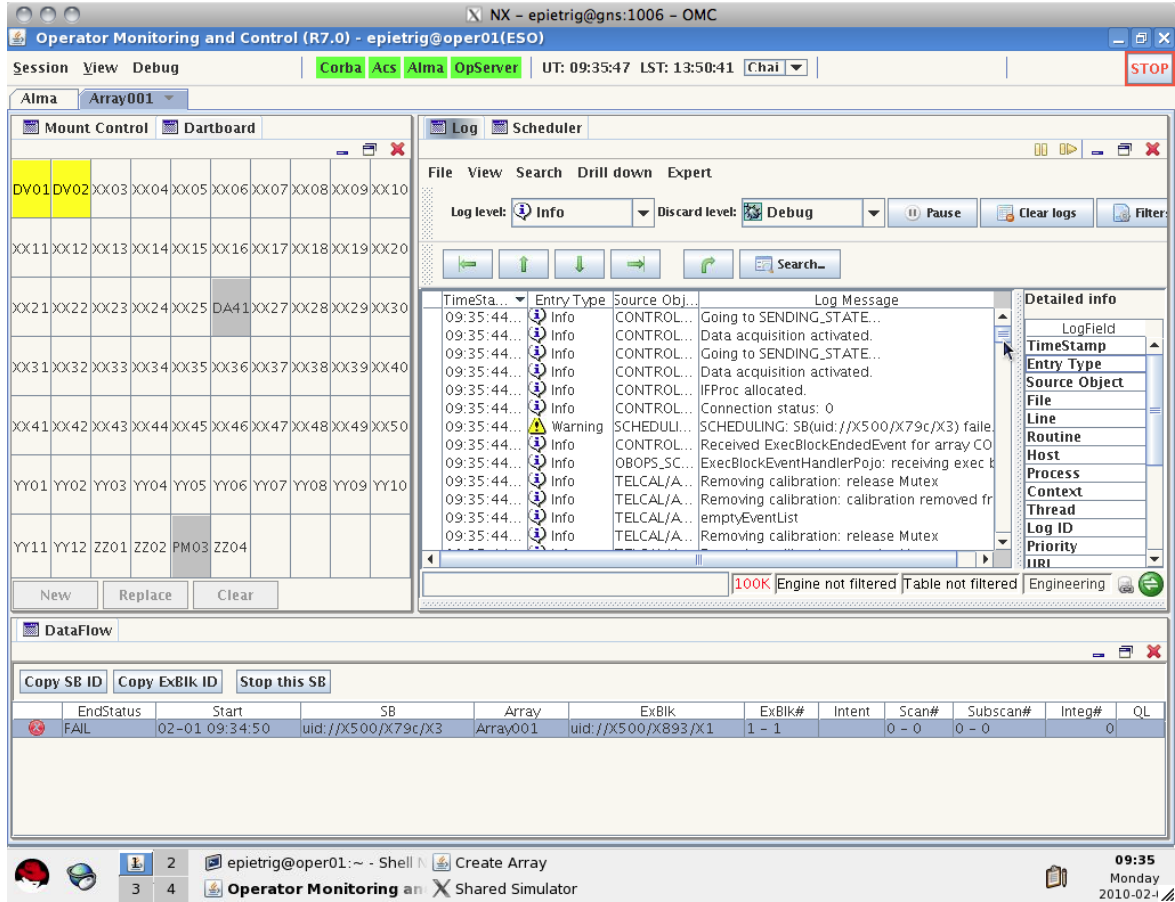 NX – epietrig@gns:1006 – OMC
Operator Monitoring and Control (R7.0) - epietrig@oper01(ESO)
Session View Debug
Corba Acs Alma OpServer UT: 09:35:47 LST: 13:50:41 Chai STOP
Alma Array001
Mount Control Dartboard
DV01 DV02 XX03 XX04 XX05 XX06 XX07 XX08 XX09 XX10
XX11 XX12 XX13 XX14 XX15 XX16 XX17 XX18 XX19 XX20
XX21 XX22 XX23 XX24 XX25 DA41 XX27 XX28 XX29 XX30
XX31 XX32 XX33 XX34 XX35 XX36 XX37 XX38 XX39 XX40
XX41 XX42 XX43 XX44 XX45 XX46 XX47 XX48 XX49 XX50
YY01 YY02 YY03 YY04 YY05 YY06 YY07 YY08 YY09 YY10
YY11 YY12 ZZ01 ZZ02 PM03 ZZ04
New Replace Clear
Log Scheduler
File View Search Drill down Expert
Log level: Info Discard level: Debug Pause Clear logs Filter
Search...
TimeSta... Entry Type Source Obj... Log Message
09:35:44... Info CONTROL... Going to SENDING_STATE...
09:35:44... Info CONTROL... Data acquisition activated.
09:35:44... Info CONTROL... Going to SENDING_STATE...
09:35:44... Info CONTROL... Data acquisition activated.
09:35:44... Info CONTROL... IFProc allocated.
09:35:44... Info CONTROL... Connection status: 0
09:35:44... Warning SCHEDULI... SCHEDULING: SB(uid://X500/X79c/X3) faile
09:35:44... Info CONTROL... Received ExecBlockEndedEvent for array CO
09:35:44... Info OBOPS_SC... ExecBlockEventHandlerPojo: receiving exec
09:35:44... Info TELCAL/A... Removing calibration: release Mutex
09:35:44... Info TELCAL/A... Removing calibration: calibration removed fr
09:35:44... Info TELCAL/A... emptyEventList
09:35:44... Info TELCAL/A... Removing calibration: release Mutex
Detailed info
LogField
TimeStamp
Entry Type
Source Object
File
Line
Routine
Host
Process
Context
Thread
Log ID
Priority
URI
100K Engine not filtered Table not filtered Engineering
DataFlow
Copy SB ID Copy ExBlk ID Stop this SB
EndStatus Start SB Array ExBlk ExBlk# Intent Scan# Subscan# Integ# QL
FAIL 02-01 09:34:50 uid://X500/X79c/X3 Array001 uid://X500/X893/X1 1 - 1 0 - 0 0 - 0 0
1 2 epietrig@oper01:~ - Shell Create Array
3 4 Operator Monitoring an Shared Simulator
09:35
Monday
2010-02-